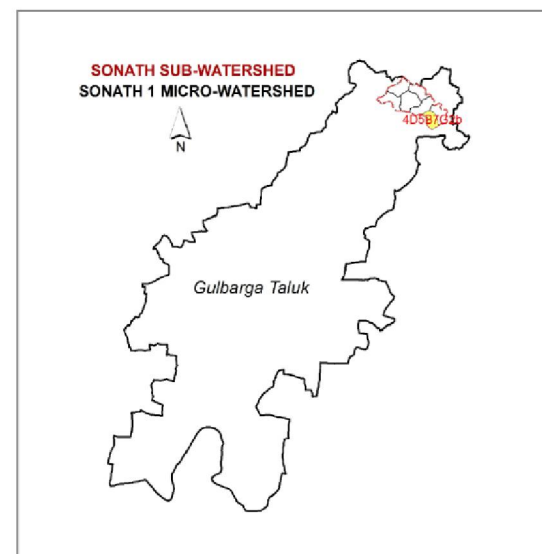 SONATH SUB-WATERSHED
SONATH 1 MICRO-WATERSHED
N
4D5B7G2b
Gulbarga Taluk